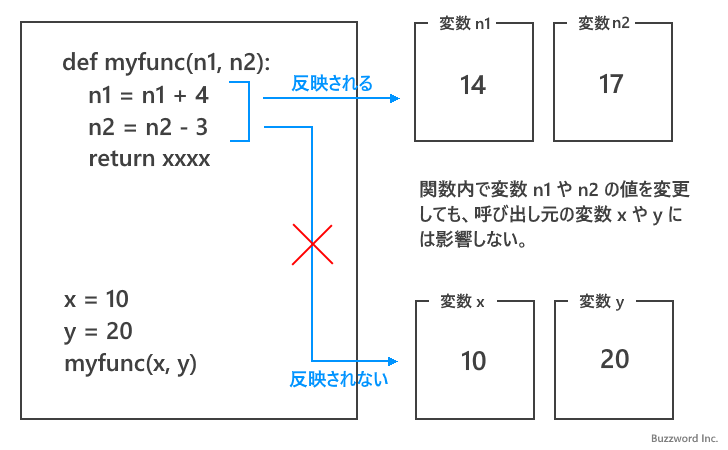 def myfunc(n1, n2):
n1 = n1 + 4
n2 = n2 - 3
return xxxx
x = 10
y = 20
myfunc(x, y)
反映される
反映されない
変数 n1
14
変数 n2
17
関数内で変数 n1 や n2 の値を変更
しても、呼び出し元の変数 x や y に
は影響しない。
変数 x
10
変数 y
20
Buzzword Inc.